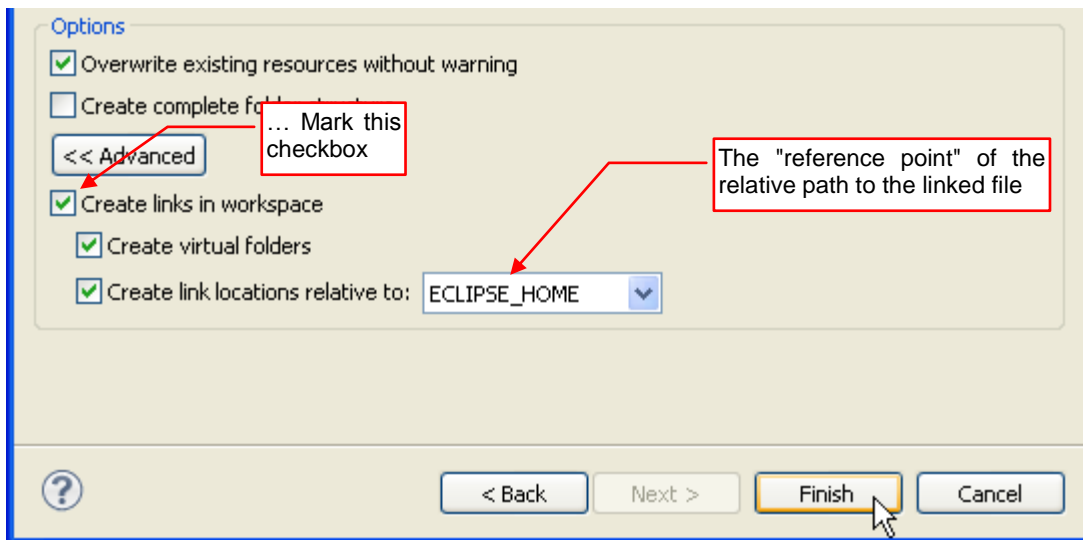 Options
Overwrite existing resources without warning
Create complete
… Mark this
checkbox
<< Advanced
The "reference point" of the
relative path to the linked file
Create links in workspace
Create virtual folders
Create link locations relative to: ECLIPSE_HOME
? < Back Next > Finish Cancel